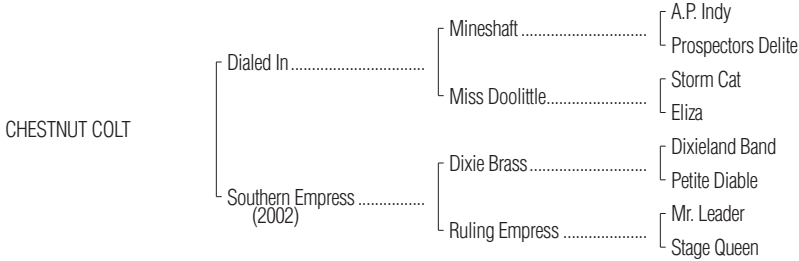 A.P. Indy
Mineshaft
Prospectors Delite
Dialed In
Storm Cat
Miss Doolittle
Eliza
CHESTNUT COLT
Dixieland Band
Dixie Brass
Petite Diable
Southern Empress
(2002)
Mr. Leader
Ruling Empress
Stage Queen